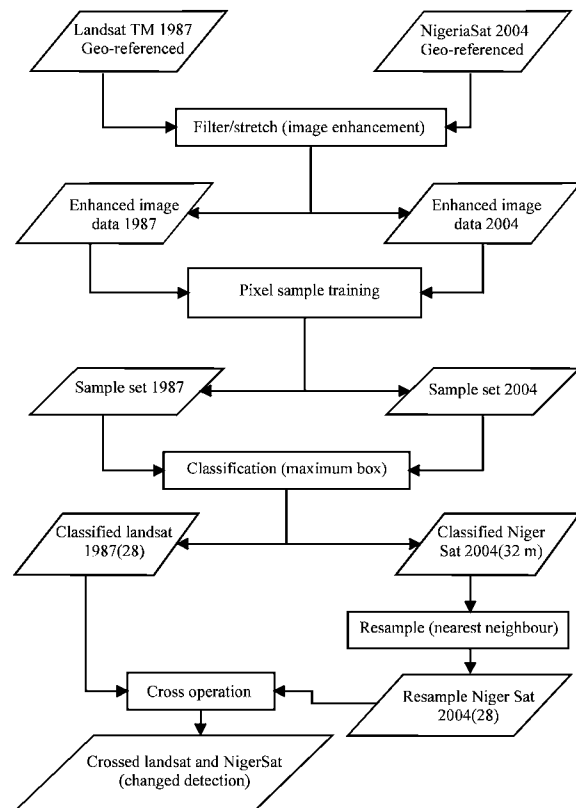 Landsat TM 1987
Geo-referenced
NigeriaSat 2004
Geo-referenced
Filter/stretch (image enhancement)
Enhanced image
data 1987
Enhanced image
data 2004
Pixel sample training
Sample set 1987
Sample set 2004
Classification (maximum box)
Classified landsat
1987(28)
Classified Niger
Sat 2004(32 m)
Resample (nearest neighbour)
Cross operation
Resample Niger Sat
2004(28)
Crossed landsat and NigerSat
(changed detection)